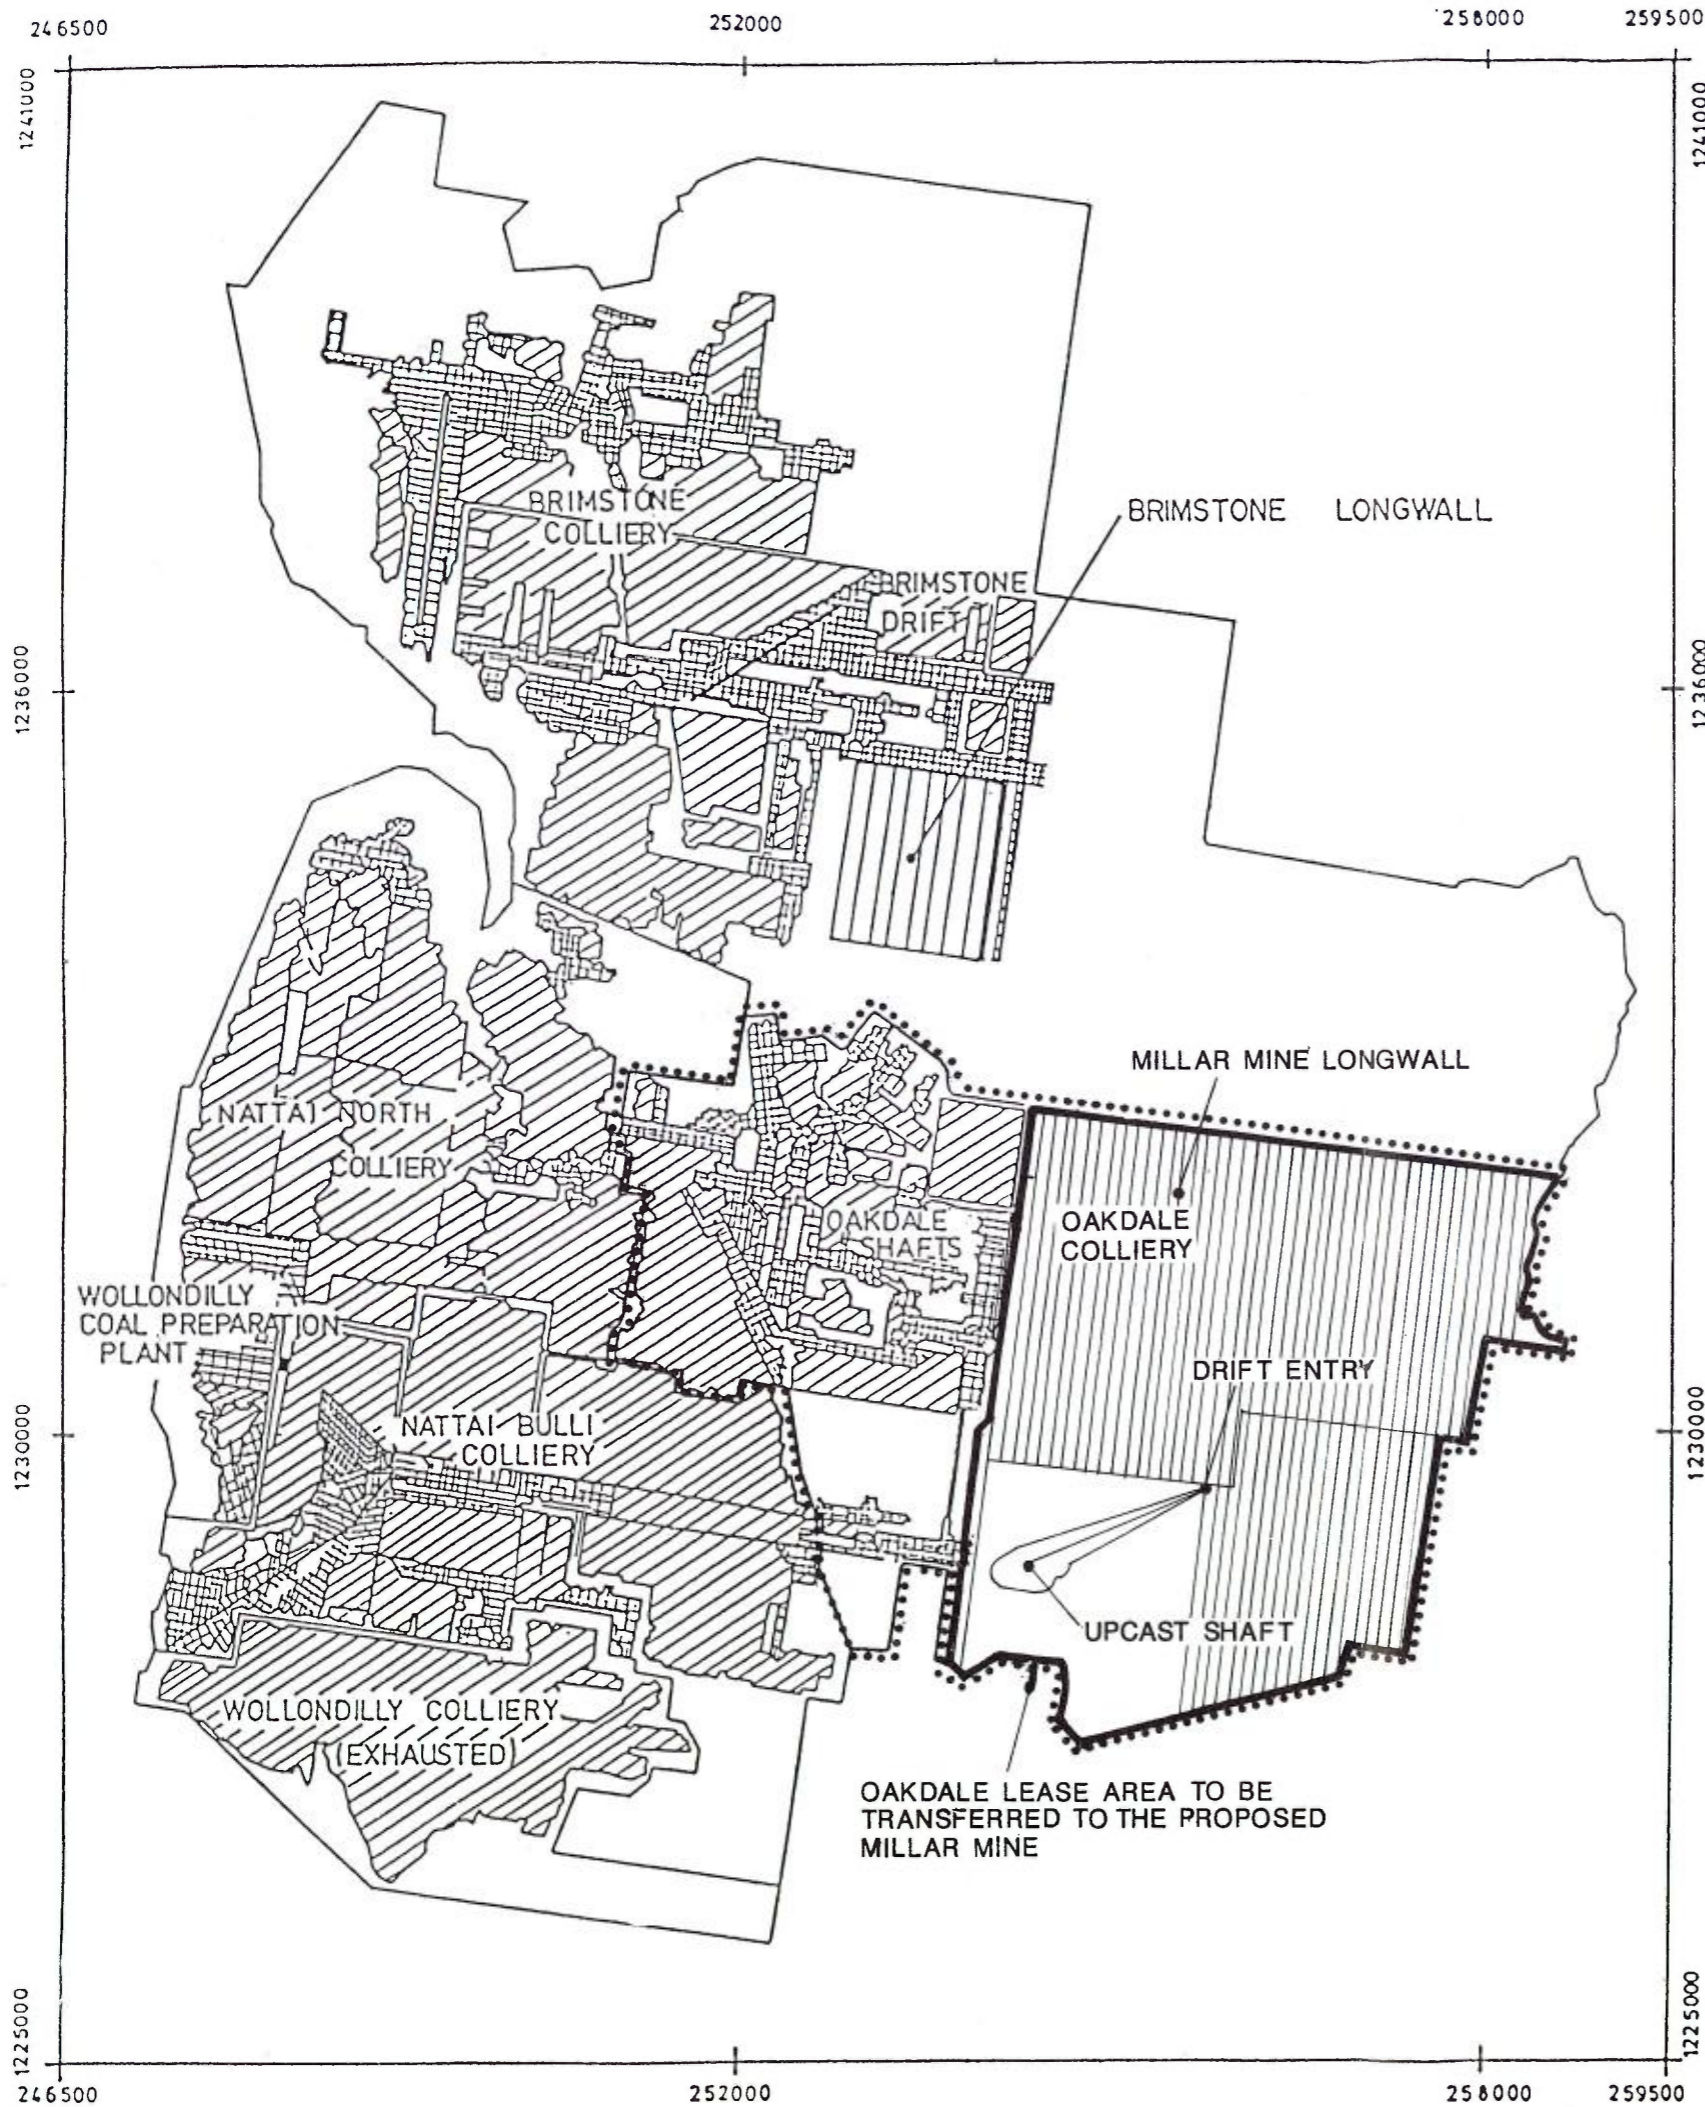 246500
252000
258000
259500
1241000
1241000
BRIMSTONE
COLLIERY
BRIMSTONE LONGWALL
BRIMSTONE
DRIFT
1236000
1236000
MILLAR MINE LONGWALL
NATTAI NORTH
COLLIERY
OAKDALE
SHAFTS
OAKDALE
COLLIERY
WOLLONDILLY
COAL PREPARATION
PLANT
DRIFT ENTRY
1230000
1230000
NATTAI BULLI
COLLIERY
UPCAST SHAFT
WOLLONDILLY COLLIERY
(EXHAUSTED)
OAKDALE LEASE AREA TO BE
TRANSFERRED TO THE PROPOSED
MILLAR MINE
1225000
1225000
246500
252000
258000
259500